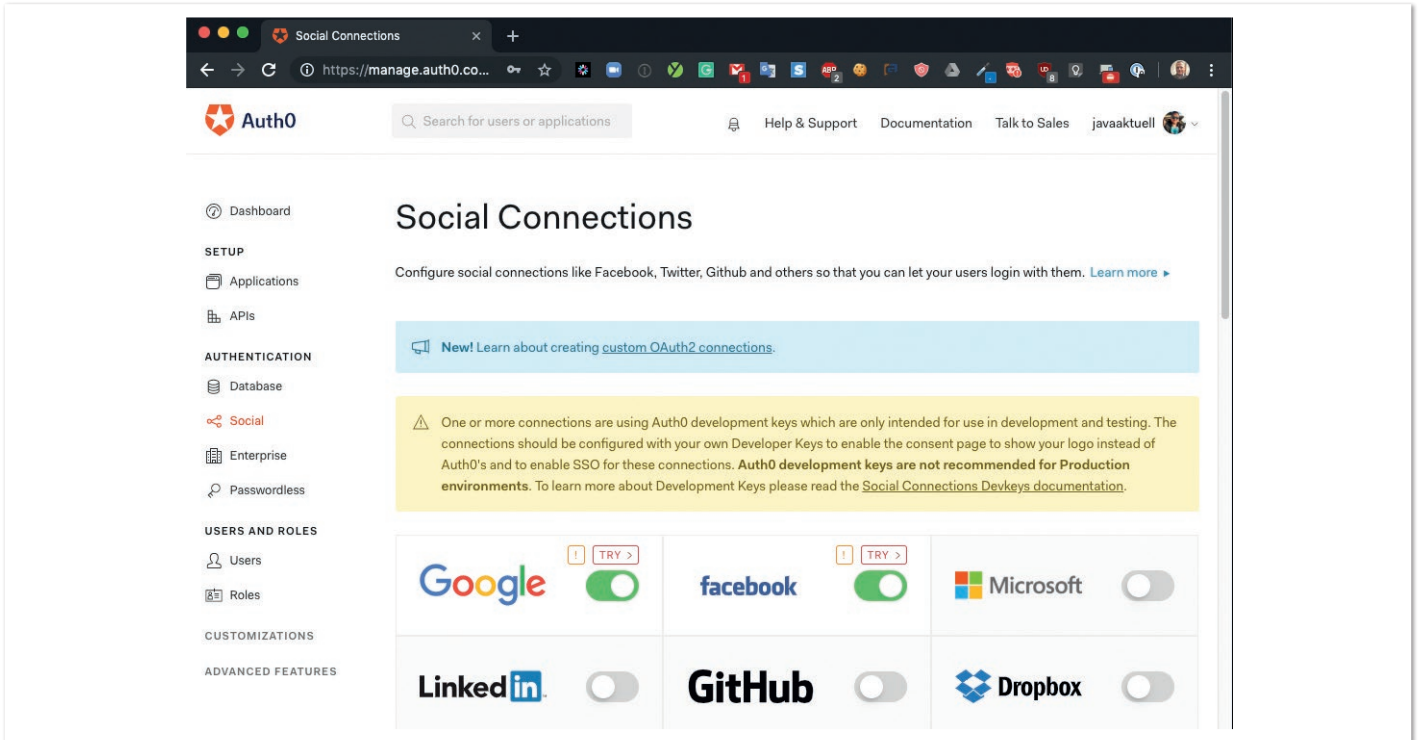 Social Connections
https://manage.auth0.co...
Auth0
Search for users or applications
Help & Support Documentation Talk to Sales javaaktuell
Dashboard
SETUP
Applications
APIs
AUTHENTICATION
Database
Social
Enterprise
Passwordless
USERS AND ROLES
Users
Roles
CUSTOMIZATIONS
ADVANCED FEATURES
Social Connections
Configure social connections like Facebook, Twitter, Github and others so that you can let your users login with them. Learn more
New! Learn about creating custom OAuth2 connections.
One or more connections are using Auth0 development keys which are only intended for use in development and testing. The
connections should be configured with your own Developer Keys to enable the consent page to show your logo instead of
Auth0's and to enable SSO for these connections. Auth0 development keys are not recommended for Production
environments. To learn more about Development Keys please read the Social Connections Devkeys documentation.
! TRY > ! TRY >
Google facebook Microsoft
Linked in. GitHub Dropbox